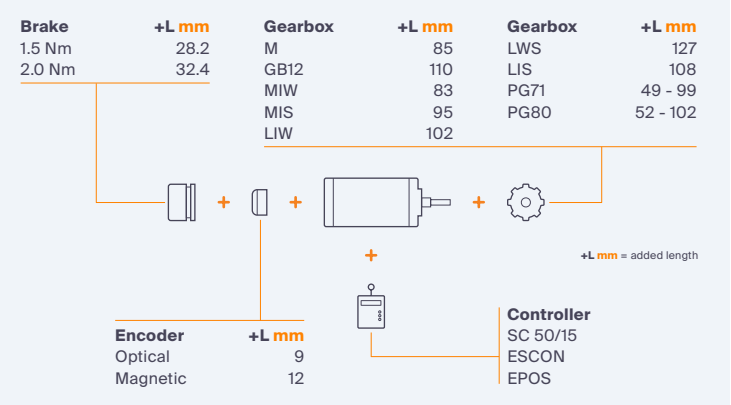 Brake +L mm
1.5 Nm 28.2
2.0 Nm 32.4
Gearbox +L mm
M 85
GB12 110
MIW 83
MIS 95
LIW 102
Gearbox +L mm
LWS 127
LIS 108
PG71 49 - 99
PG80 52 - 102
+L mm = added length
Encoder +L mm
Optical 9
Magnetic 12
Controller
SC 50/15
ESCON
EPOS